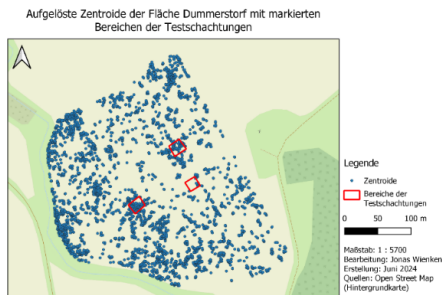 Aufgelöste Zentroide der Fläche Dummerstorf mit markierten
Bereichen der Testschachtungen
Legende
Zentroide
Bereiche der
Testschachtungen
0 50 100 m
Maßstab: 1 : 5700
Bearbeitung: Jonas Wienken
Erstellung: Juni 2024
Quellen: Open Street Map
(Hintergrundkarte)